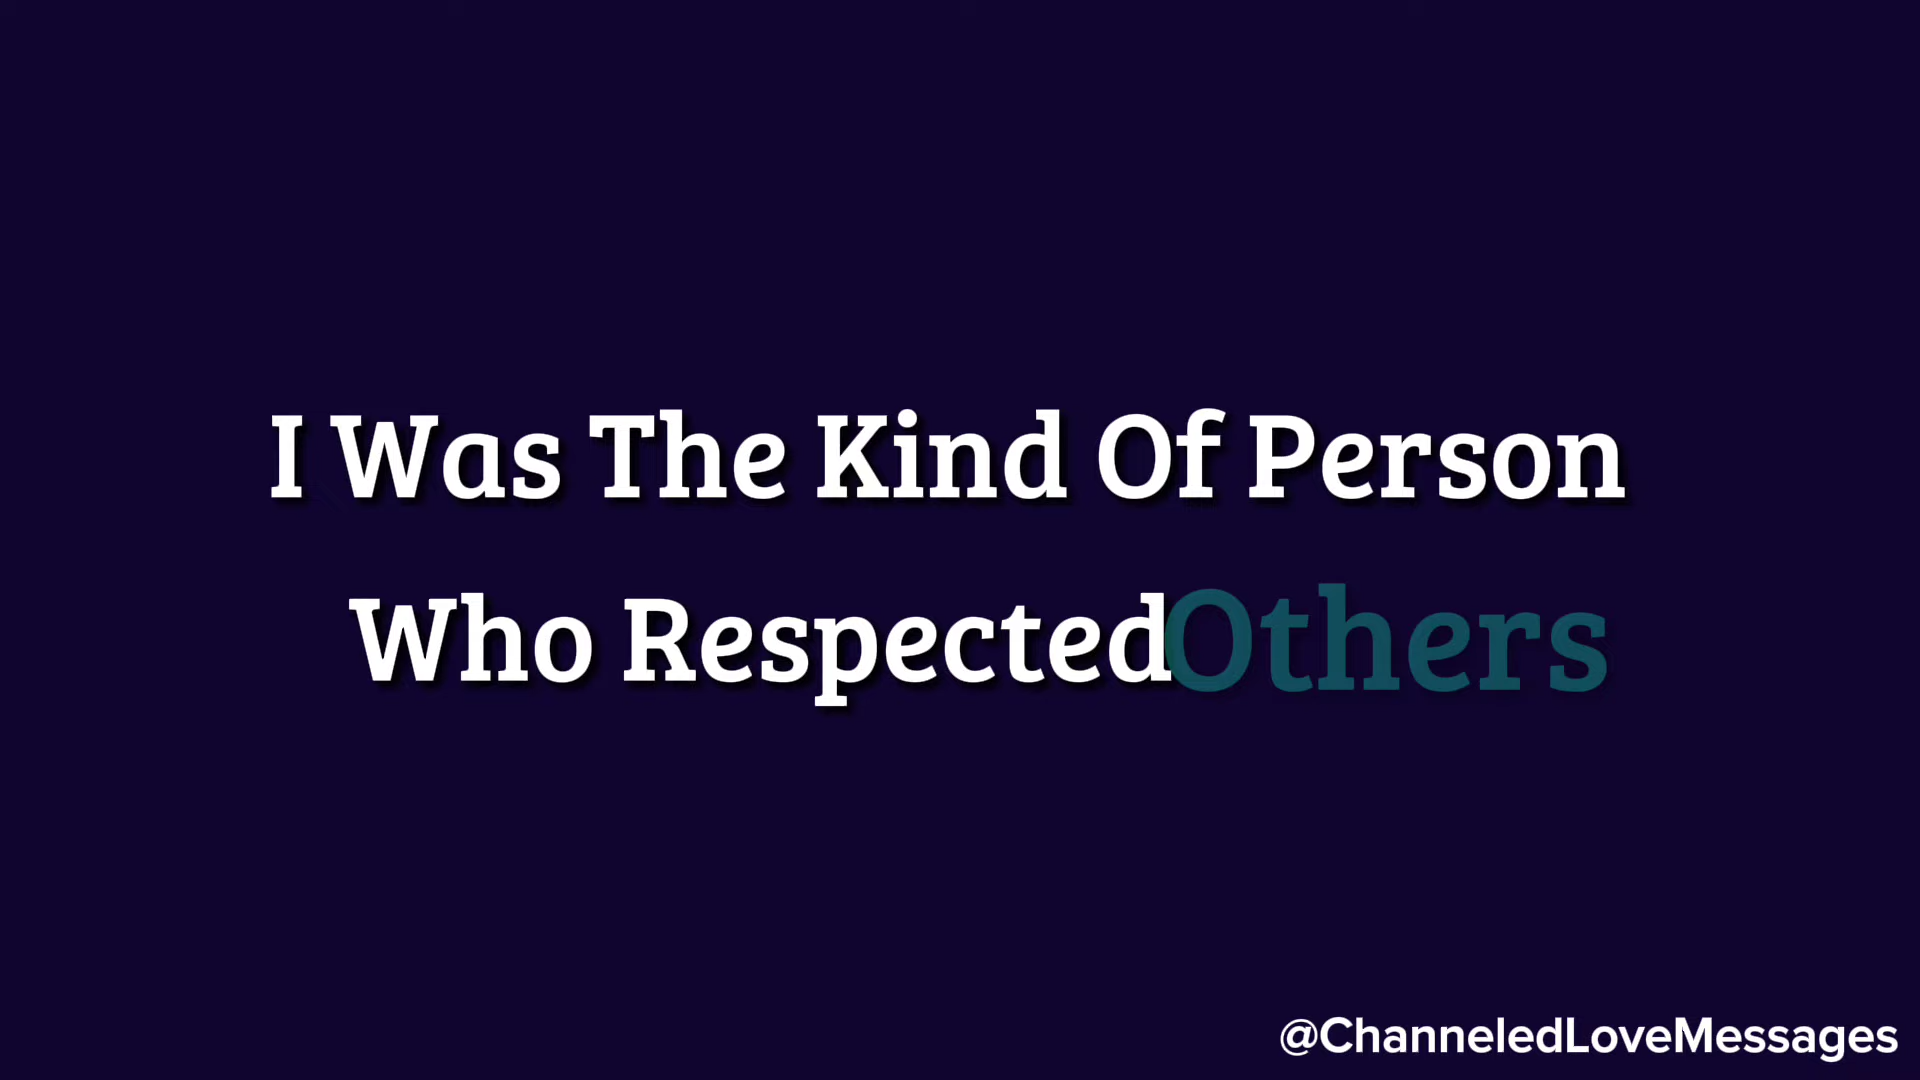 I Was The Kind Of Person
Who Respected Others
@ChanneledLoveMessages